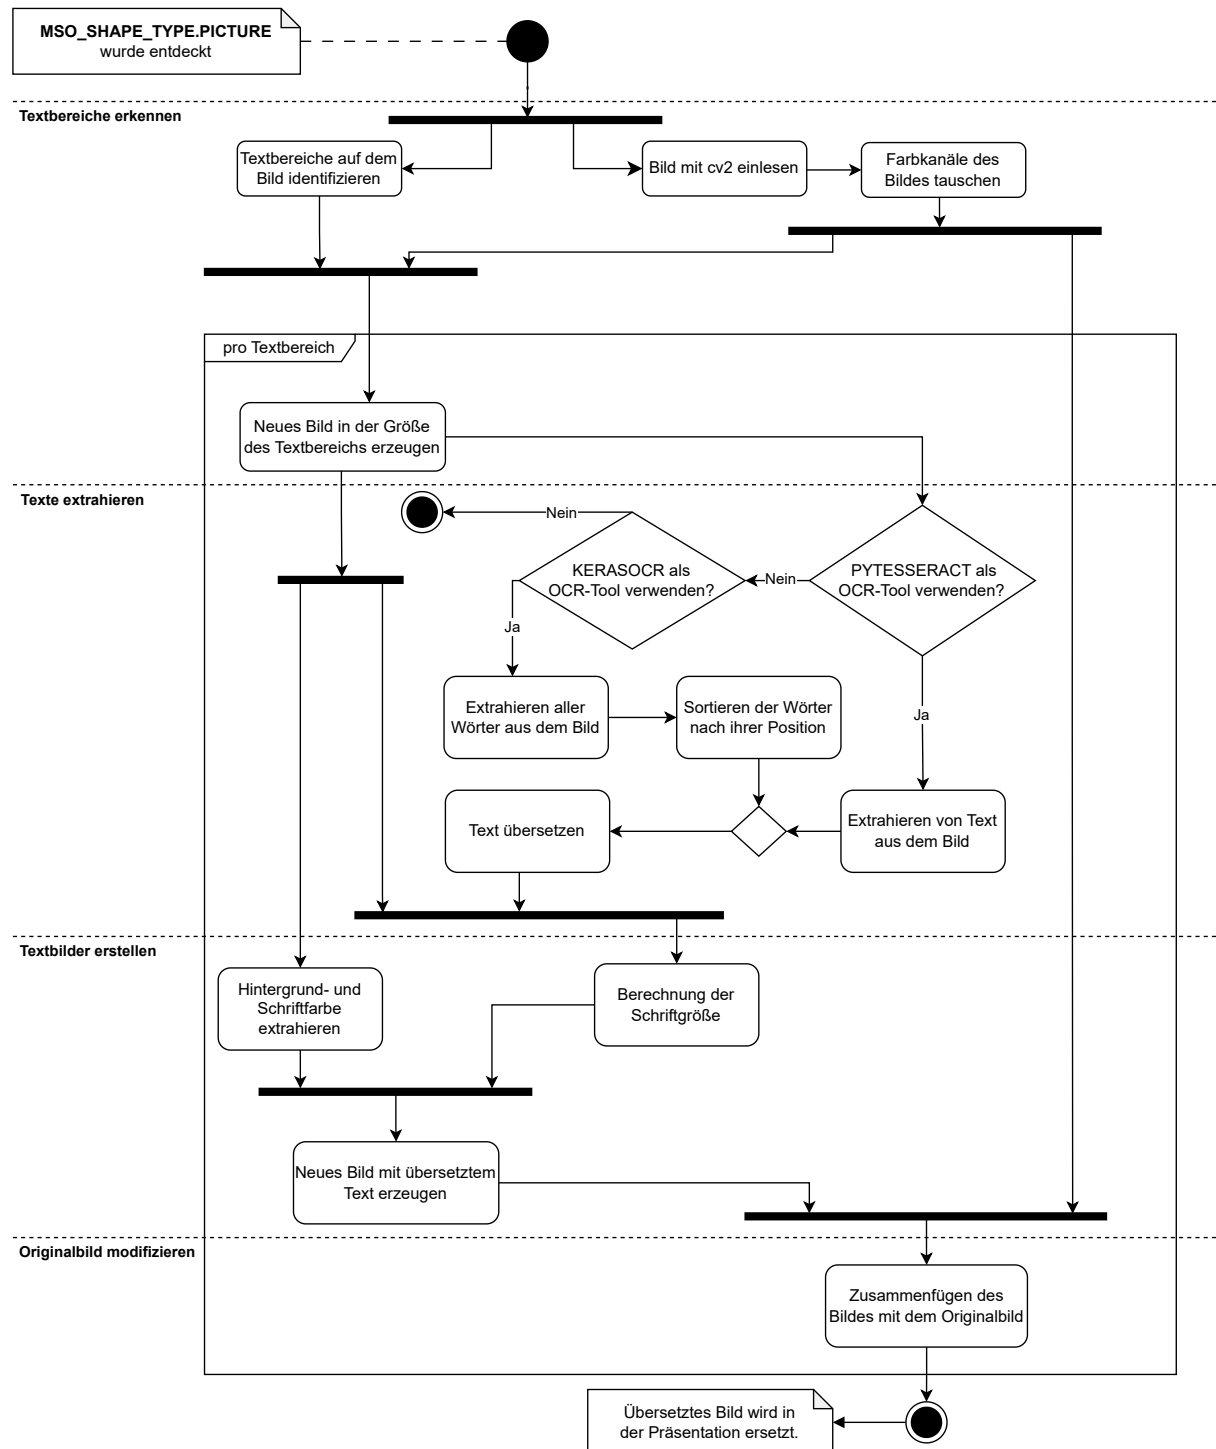 MSO_SHAPE_TYPE.PICTURE
wurde entdeckt
Textbereiche erkennen
Textbereiche auf dem
Bild identifizieren
Bild mit cv2 einlesen
Farbkanäle des
Bildes tauschen
pro Textbereich
Neues Bild in der Größe
des Textbereichs erzeugen
Texte extrahieren
Nein
KERASOCR als
OCR-Tool verwenden?
Nein
PYTESSERACT als
OCR-Tool verwenden?
Ja
Extrahieren aller
Wörter aus dem Bild
Sortieren der Wörter
nach ihrer Position
Ja
Text übersetzen
Extrahieren von Text
aus dem Bild
Textbilder erstellen
Hintergrund- und
Schriftfarbe
extrahieren
Berechnung der
Schriftgröße
Neues Bild mit übersetztem
Text erzeugen
Originalbild modifizieren
Zusammenfügen des
Bildes mit dem Originalbild
Übersetztes Bild wird in
der Präsentation ersetzt.